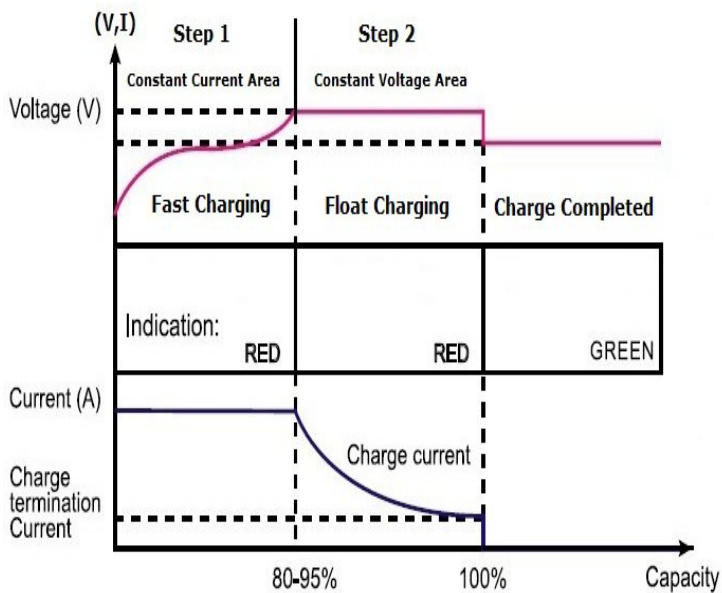 (V,I)
Step 1
Step 2
Constant Current Area
Constant Voltage Area
Voltage (V)
Fast Charging
Float Charging
Charge Completed
Indication:
RED
RED
GREEN
Current (A)
Charge current
Charge
termination
Current
80-95%
100%
Capacity